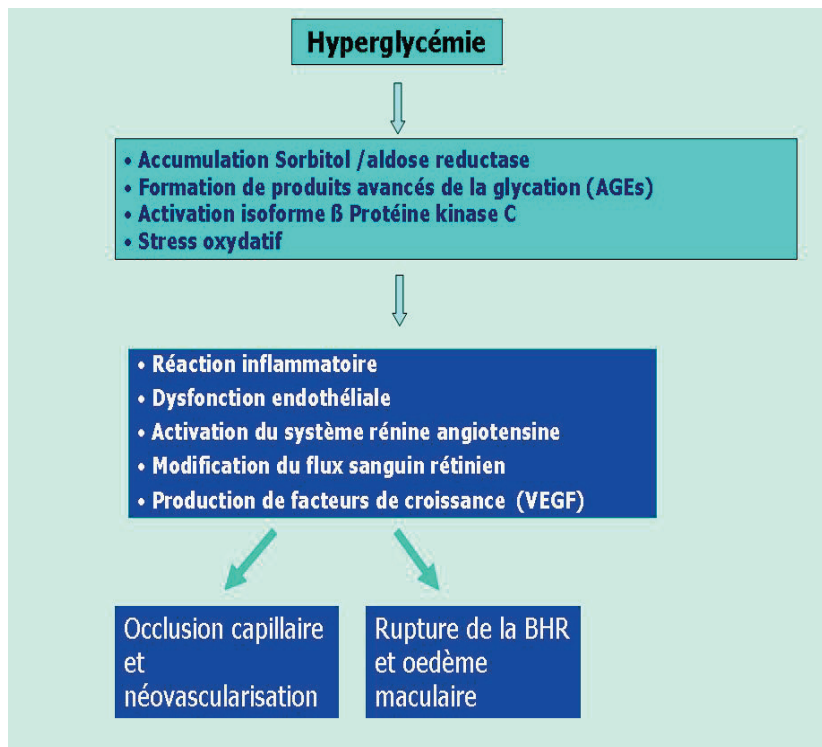 Hyperglycémie
• Accumulation Sorbitol /aldose reductase
• Formation de produits avancés de la glycation (AGEs)
• Activation isoforme ß Protéine kinase C
• Stress oxydatif
• Réaction inflammatoire
• Dysfonction endothéliale
• Activation du système rénine angiotensine
• Modification du flux sanguin rétinien
• Production de facteurs de croissance (VEGF)
Occlusion capillaire
et
néovascularisation
Rupture de la BHR
et oedème
maculaire